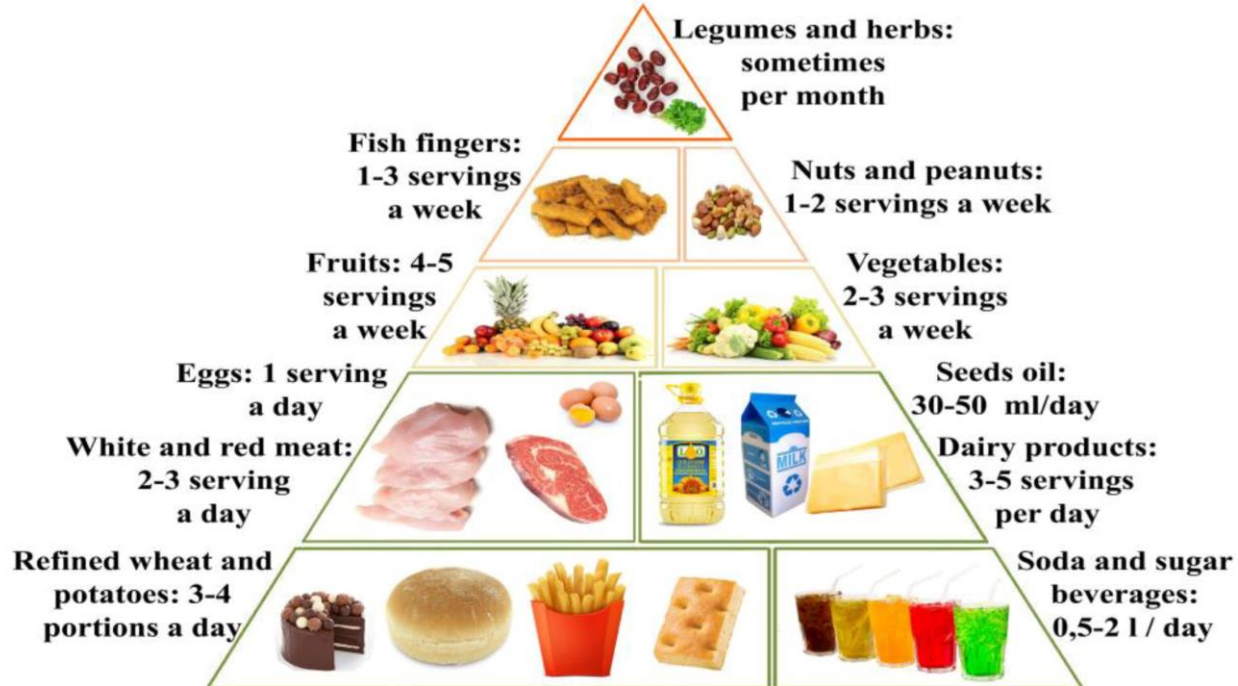 Legumes and herbs:
sometimes
per month
Fish fingers:
1-3 servings
a week
Nuts and peanuts:
1-2 servings a week
Fruits: 4-5
servings
a week
Vegetables:
2-3 servings
a week
Eggs: 1 serving
a day
White and red meat:
2-3 serving
a day
Seeds oil:
30-50 ml/day
Dairy products:
3-5 servings
per day
MILK
Refined wheat and
potatoes: 3-4
portions a day
Soda and sugar
beverages:
0,5-2 l / day